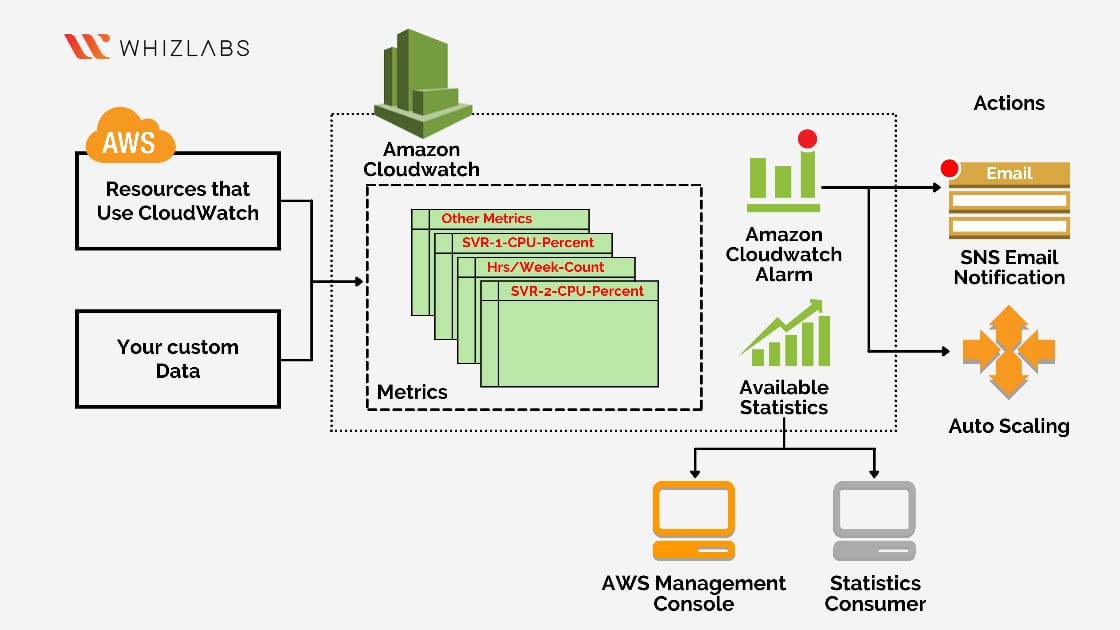 WHIZLABS
AWS
Resources that
Use CloudWatch
Your custom
Data
Amazon
Cloudwatch
Other Metrics
SVR-1-CPU-Percent
Hrs/Week-Count
SVR-2-CPU-Percent
Metrics
Amazon
Cloudwatch
Alarm
Available
Statistics
Actions
Email
SNS Email
Notification
Auto Scaling
AWS Management
Console
Statistics
Consumer